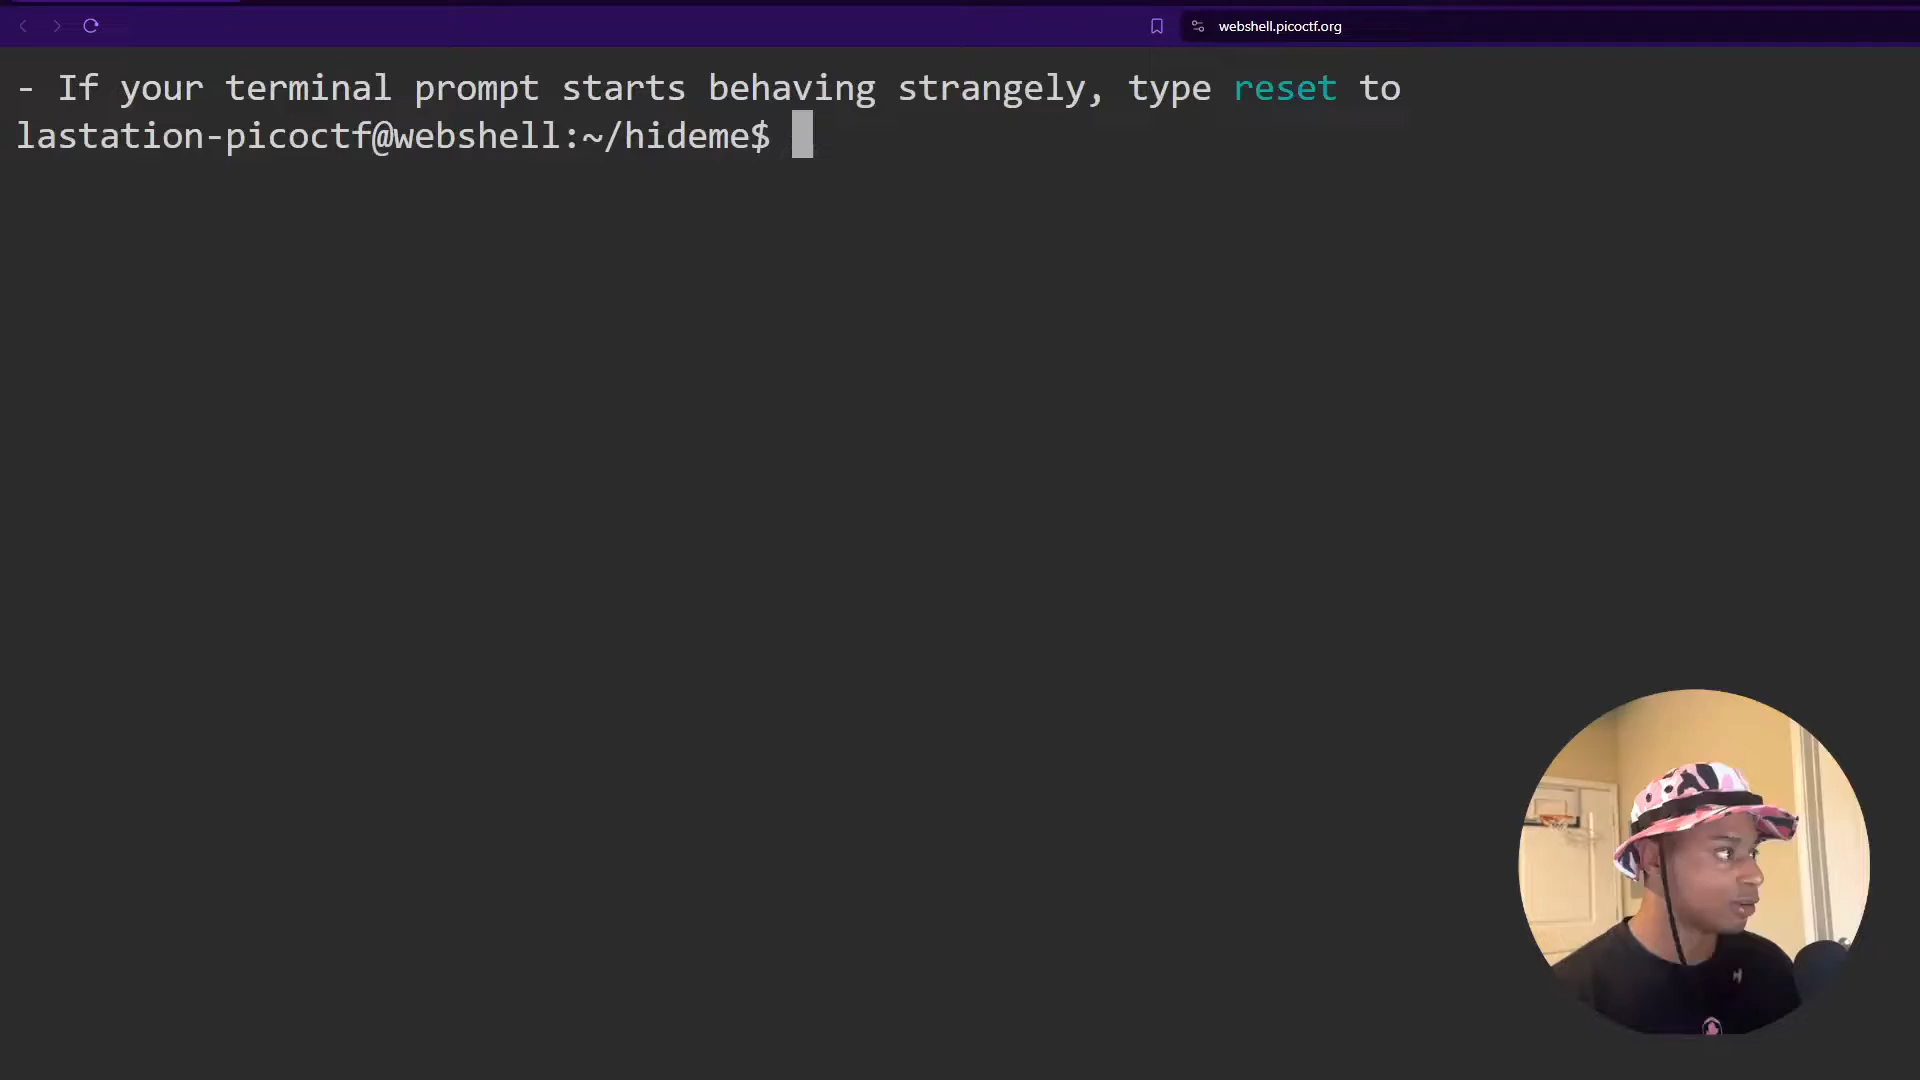 webshell.picoctf.org
- If your terminal prompt starts behaving strangely, type reset to
lastation-picoctf@webshell:~/hideme$